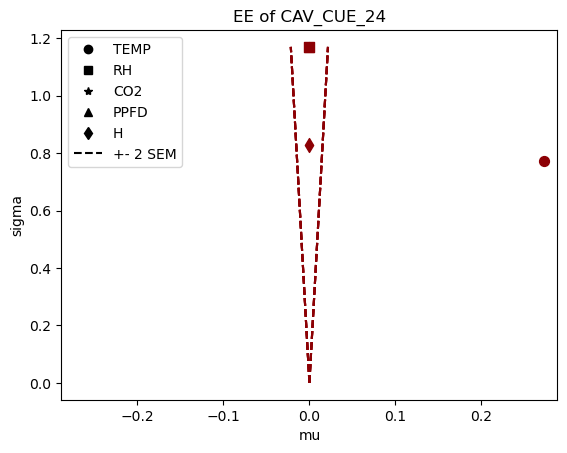 EE of CAV_CUE_24
TEMP
RH
CO2
PPFD
H
+- 2 SEM
sigma
1.2
1.0
0.8
0.6
0.4
0.2
0.0
−0.2
−0.1
0.0
0.1
0.2
mu